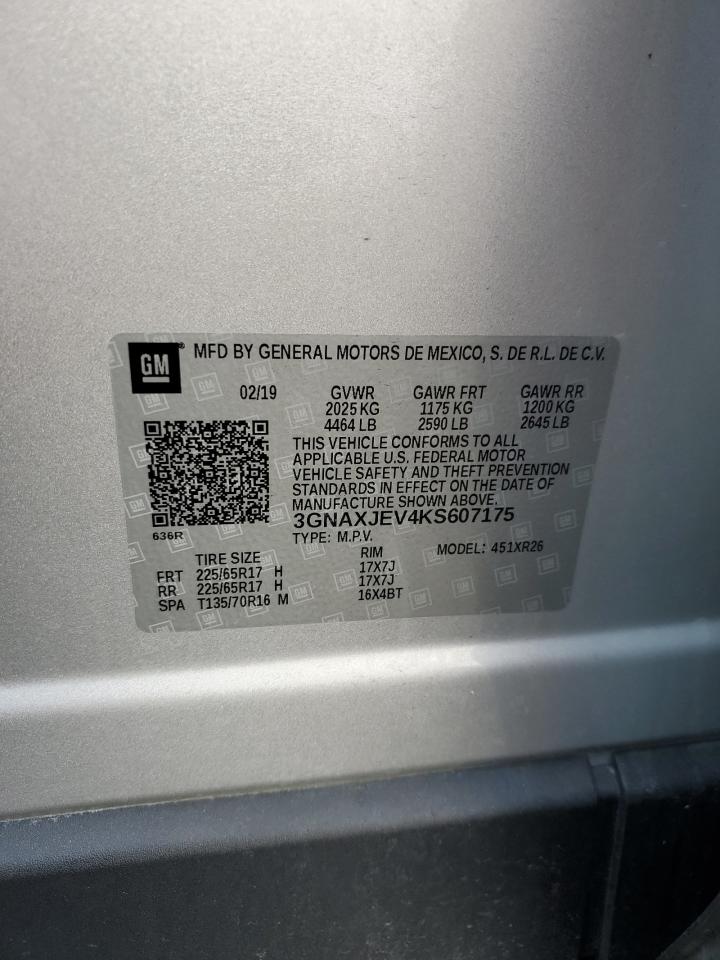 GM
® MFD BY GENERAL MOTORS DE MEXICO, S. DE R.L. DE C.V.
02/19 GVWR GAWR FRT GAWR RR
2025 KG 1175 KG 1200 KG
4464 LB 2590 LB 2645 LB
THIS VEHICLE CONFORMS TO ALL
APPLICABLE U.S. FEDERAL MOTOR
VEHICLE SAFETY AND THEFT PREVENTION
STANDARDS IN EFFECT ON THE DATE OF
MANUFACTURE SHOWN ABOVE.
3GNAXJEV4KS607175
636R
TYPE: M.P.V.
TIRE SIZE RIM MODEL: 451XR26
FRT 225/65R17 H 17X7J
RR 225/65R17 H 17X7J
SPA T135/70R16 M 16X4BT